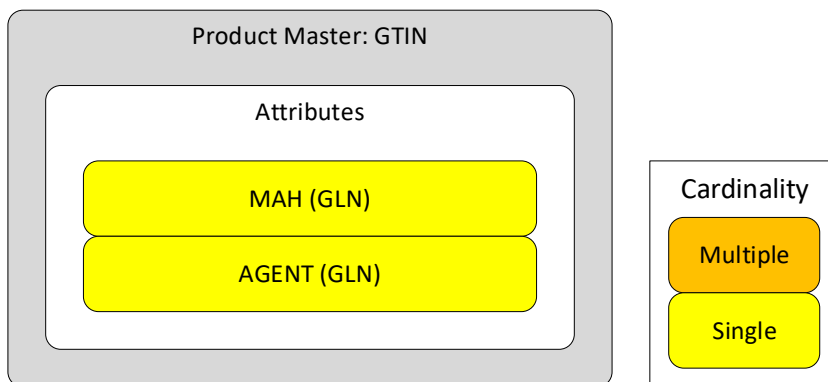 Product Master: GTIN
Attributes
MAH (GLN)
AGENT (GLN)
Cardinality
Multiple
Single